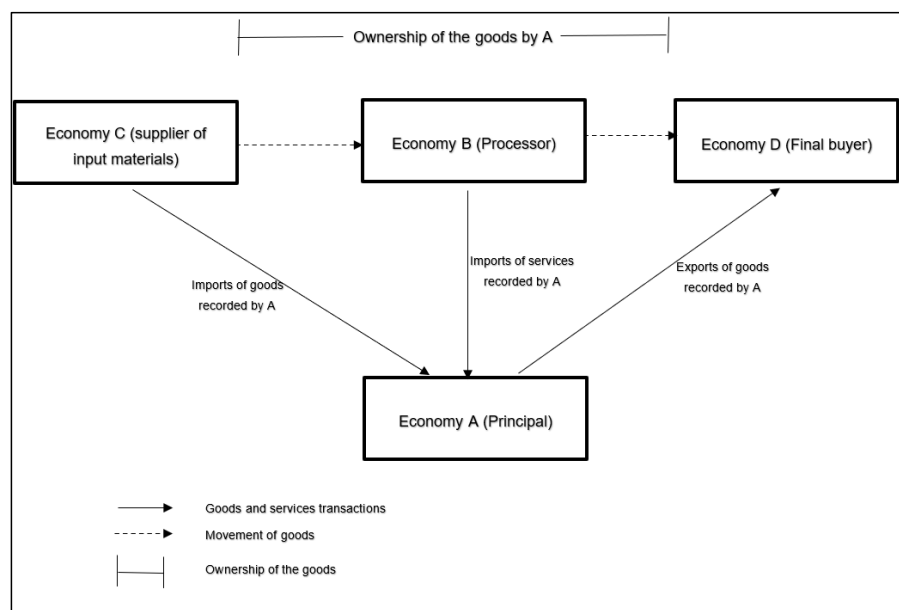 Ownership of the goods by A
Economy C (supplier of
input materials)
Economy B (Processor)
Economy D (Final buyer)
Imports of goods
recorded by A
Imports of services
recorded by A
Exports of goods
recorded by A
Economy A (Principal)
Goods and services transactions
Movement of goods
Ownership of the goods